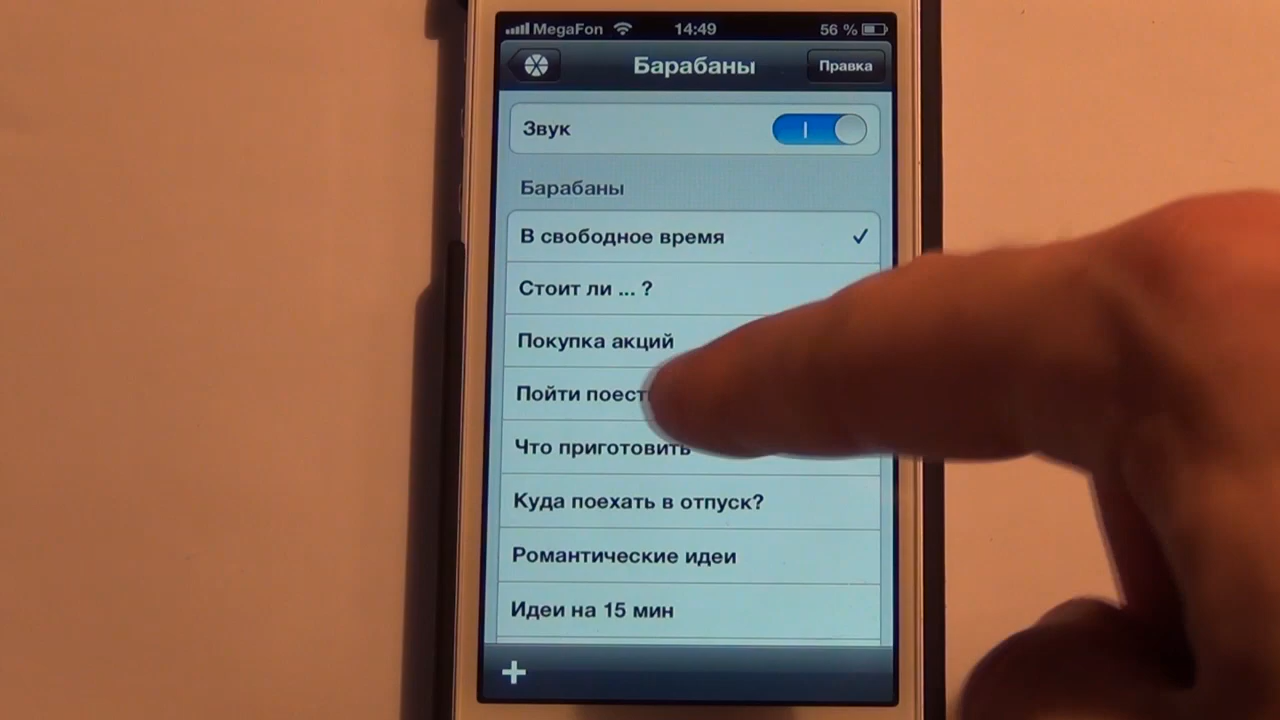 MegaFon 14:49 56 %
Барабаны Правка
Звук
Барабаны
В свободное время
Стоит ли ... ?
Покупка акций
Пойти
Что приготовить
Куда поехать в отпуск?
Романтические идеи
Идеи на 15 мин